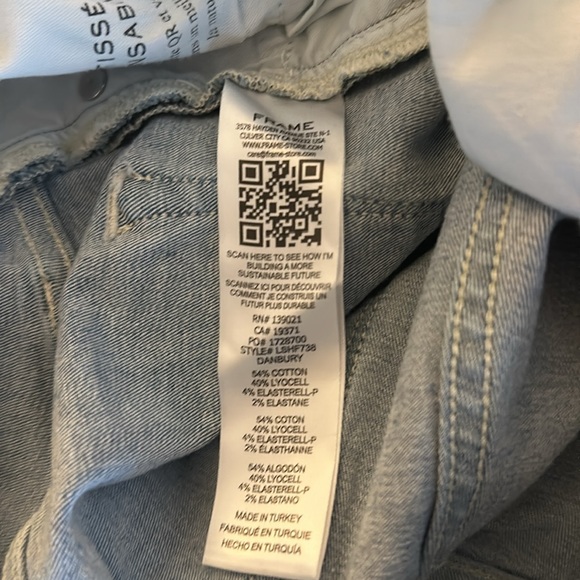 FRAME
3578 HAYDEN AVENUE STE N-1
CULVER CITY CA 90232 USA
WWW.FRAME-STORE.COM
care@frame-store.com
SCAN HERE TO SEE HOW I'M
BUILDING A MORE
SUSTAINABLE FUTURE
SCANNEZ ICI POUR DÉCOUVRIR
COMMENT JE CONSTRUIS UN
FUTUR PLUS DURABLE
RN# 139021
CA# 19371
PO# 1728700
STYLE# LSHF738
DANBURY
54% COTTON
40% LYOCELL
4% ELASTERELL-P
2% ELASTANE
54% COTON
40% LYOCELL
4% ELASTERELL-P
2% ÉLASTHANNE
54% ALGODÓN
40% LYOCELL
4% ELASTERELL-P
2% ELASTANO
MADE IN TURKEY
FABRIQUÉ EN TURQUIE
HECHO EN TURQUÍA